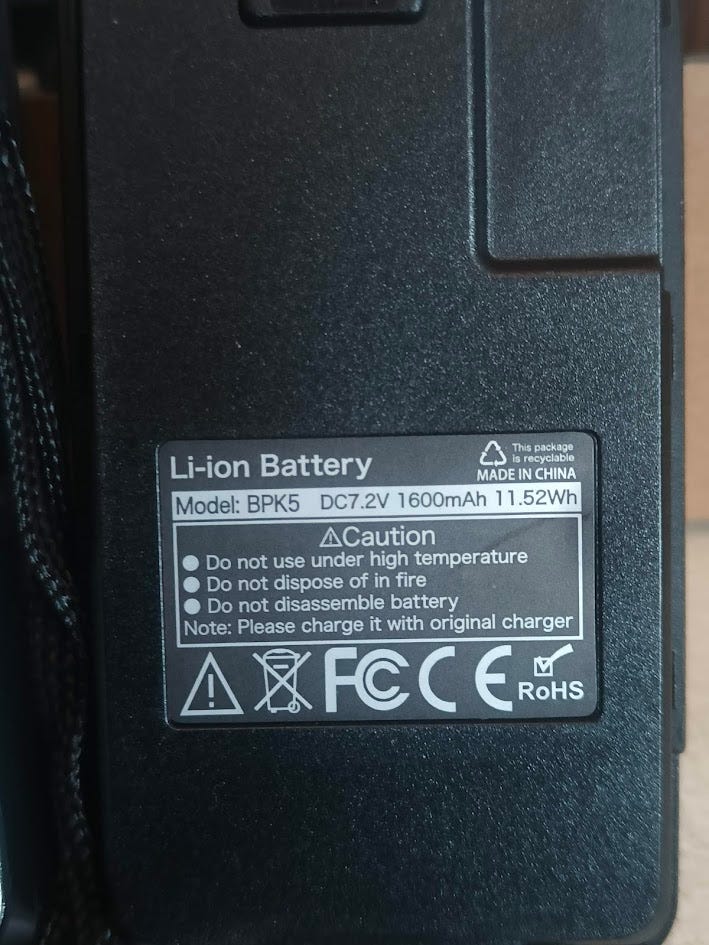 Li-ion Battery
This package
is recyclable
MADE IN CHINA
Model: BPK5 DC7.2V 1600mAh 11.52Wh
Caution
Do not use under high temperature
Do not dispose of in fire
Do not disassemble battery
Note: Please charge it with original charger
FC CE RoHS